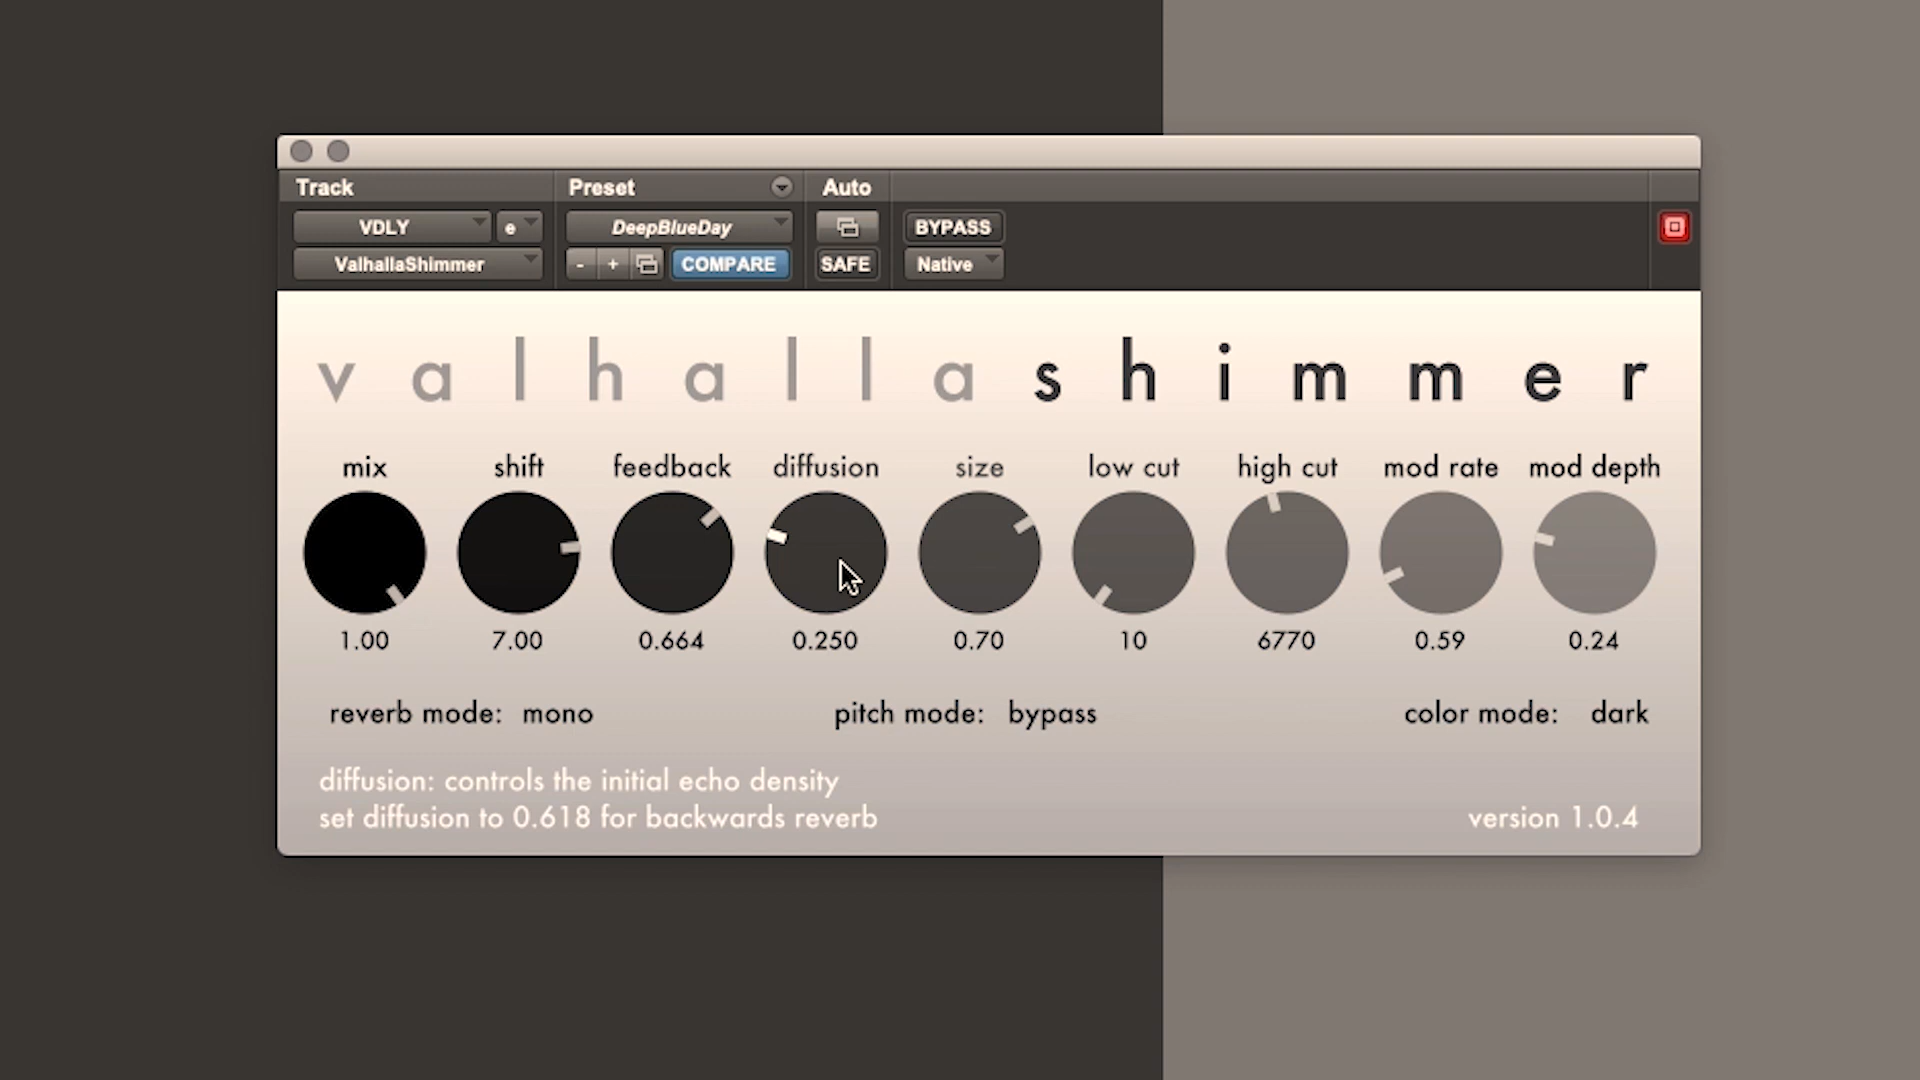 Track Preset Auto
VDLY e DeepBlueDay BYPASS
ValhallaShimmer - + COMPARE SAFE Native
valhallashimmer
mix shift feedback diffusion size low cut high cut mod rate mod depth
1.00 7.00 0.664 0.250 0.70 10 6770 0.59 0.24
reverb mode: mono pitch mode: bypass color mode: dark
diffusion: controls the initial echo density
set diffusion to 0.618 for backwards reverb version 1.0.4